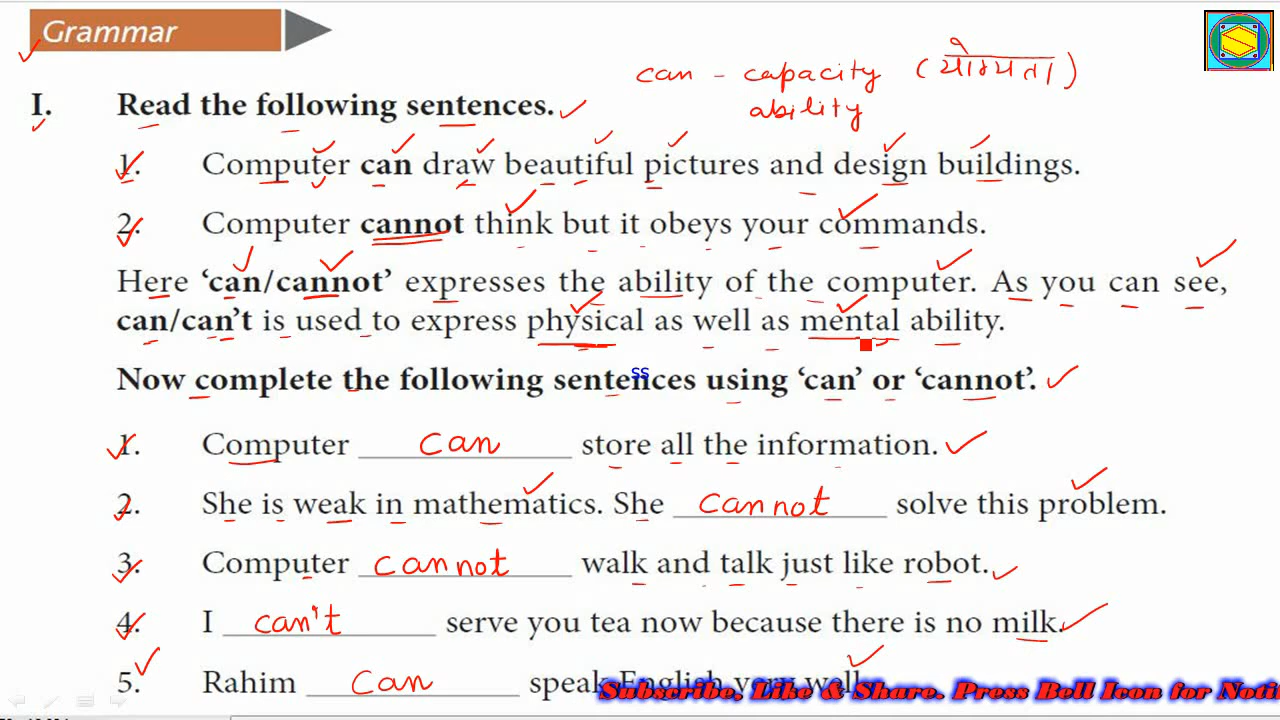 Grammar
can - capacity (योग्यता)
ability
I. Read the following sentences.
1. Computer can draw beautiful pictures and design buildings.
2. Computer cannot think but it obeys your commands.
Here ‘can/cannot’ expresses the ability of the computer. As you can see,
can/can’t is used to express physical as well as mental ability.
ss
Now complete the following sentences using ‘can’ or ‘cannot’.
1. Computer can store all the information.
2. She is weak in mathematics. She cannot solve this problem.
3. Computer cannot walk and talk just like robot.
4. I can't serve you tea now because there is no milk.
5. Rahim can speak English very well
Subscribe, Like & Share. Press Bell Icon for Noti